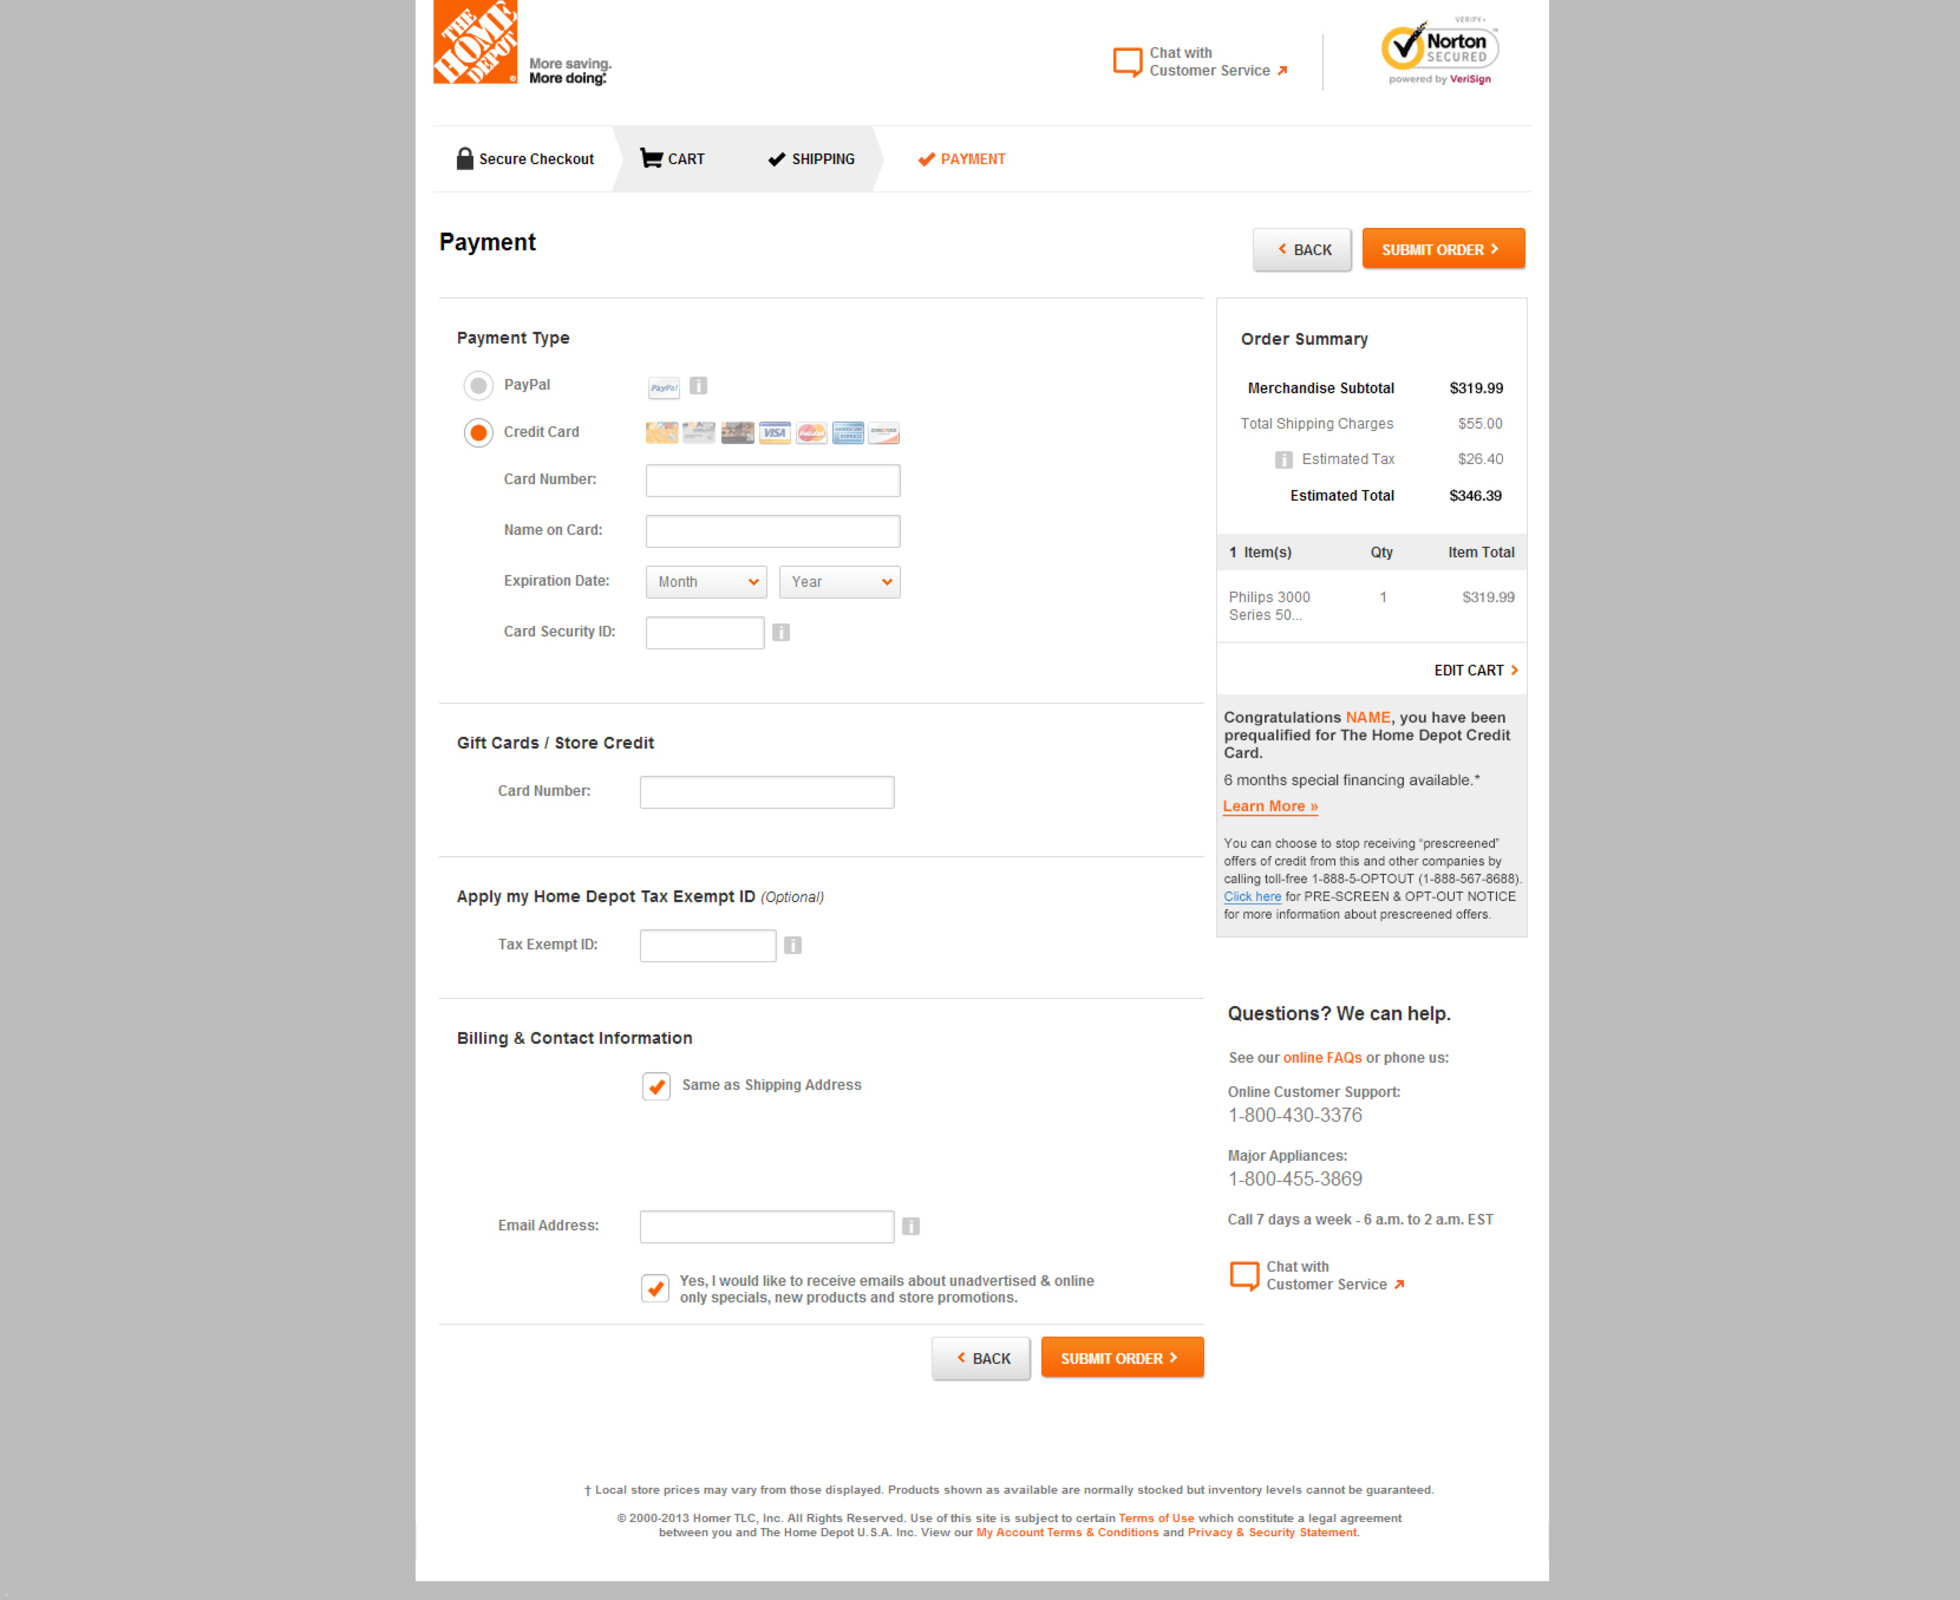 THE HOME DEPOT
More saving.
More doing.
Chat with
Customer Service
VERIFY
Norton
SECURED
powered by VeriSign
Secure Checkout
CART
SHIPPING
PAYMENT
Payment
BACK
SUBMIT ORDER
Payment Type
PayPal
PayPal
Credit Card
VISA
MasterCard
AMERICAN EXPRESS
DISCOVER
Card Number:
Name on Card:
Expiration Date:
Month
Year
Card Security ID:
Gift Cards / Store Credit
Card Number:
Apply my Home Depot Tax Exempt ID (Optional)
Tax Exempt ID:
Billing & Contact Information
Same as Shipping Address
Email Address:
Yes, I would like to receive emails about unadvertised & online
only specials, new products and store promotions.
BACK
SUBMIT ORDER
Order Summary
Merchandise Subtotal $319.99
Total Shipping Charges $55.00
Estimated Tax $26.40
Estimated Total $346.39
1 Item(s) Qty Item Total
Philips 3000 1 $319.99
Series 50...
EDIT CART
Congratulations NAME, you have been
prequalified for The Home Depot Credit
Card.
6 months special financing available.*
Learn More »
You can choose to stop receiving “prescreened”
offers of credit from this and other companies by
calling toll-free 1-888-5-OPTOUT (1-888-567-8688).
Click here for PRE-SCREEN & OPT-OUT NOTICE
for more information about prescreened offers.
Questions? We can help.
See our online FAQs or phone us:
Online Customer Support:
1-800-430-3376
Major Appliances:
1-800-455-3869
Call 7 days a week - 6 a.m. to 2 a.m. EST
Chat with
Customer Service
† Local store prices may vary from those displayed. Products shown as available are normally stocked but inventory levels cannot be guaranteed.
© 2000-2013 Homer TLC, Inc. All Rights Reserved. Use of this site is subject to certain Terms of Use which constitute a legal agreement
between you and The Home Depot U.S.A. Inc. View our My Account Terms & Conditions and Privacy & Security Statement.